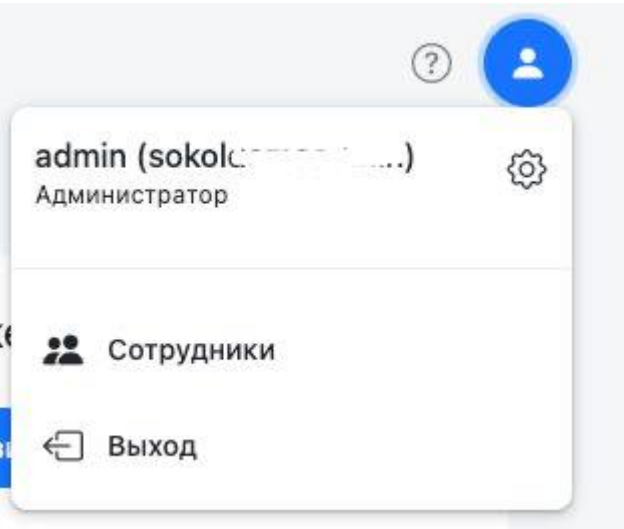 ?
admin (sokol...)
Администратор
Сотрудники
Выход